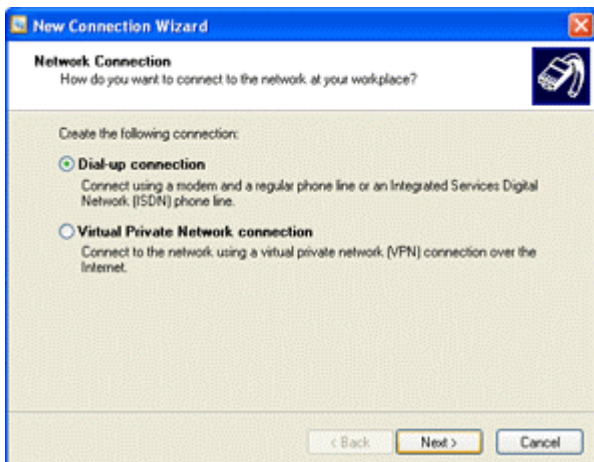 New Connection Wizard
Network Connection
How do you want to connect to the network at your workplace?
Create the following connection:
Dial-up connection
Connect using a modem and a regular phone line or an Integrated Services Digital
Network (ISDN) phone line.
Virtual Private Network connection
Connect to the network using a virtual private network (VPN) connection over the
Internet.
< Back
Next >
Cancel